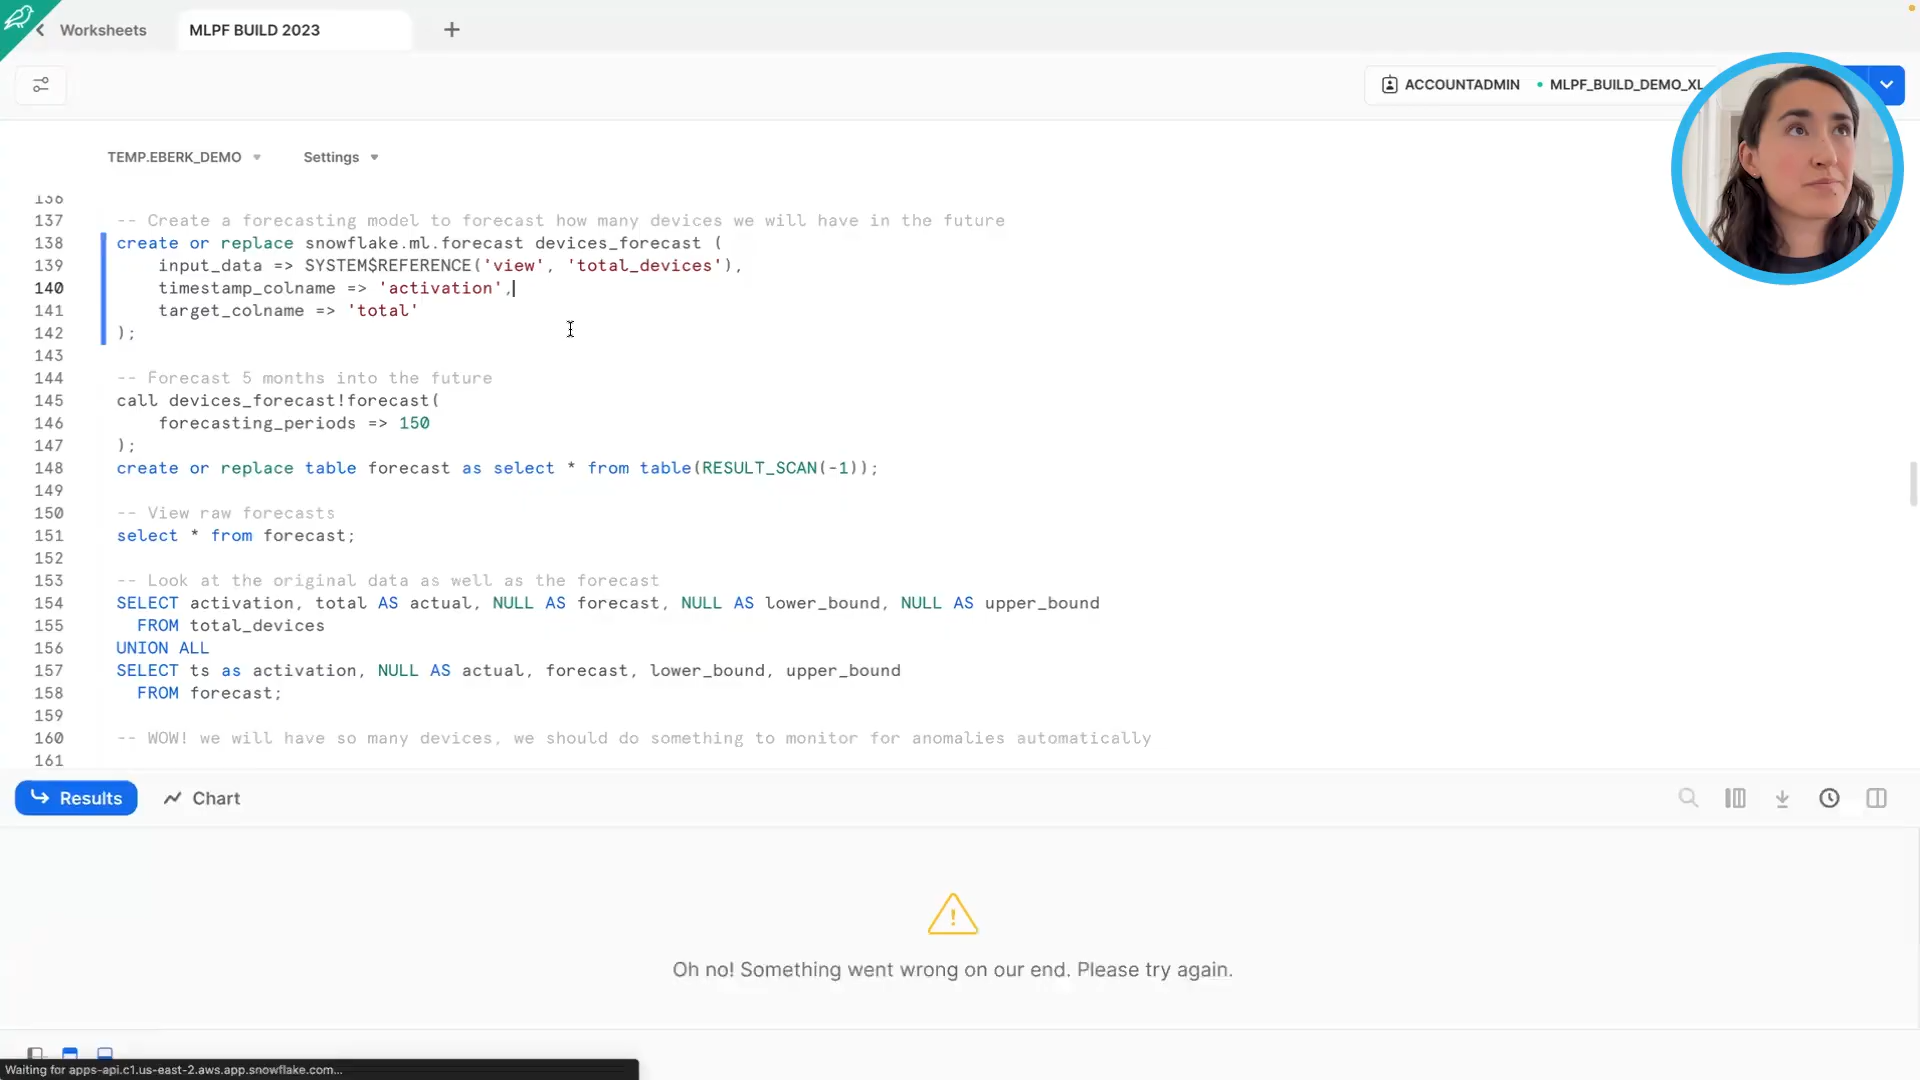 Worksheets
MLPF BUILD 2023
ACCOUNTADMIN
MLPF_BUILD_DEMO_XL
TEMP.EBERK_DEMO
Settings
136
137 -- Create a forecasting model to forecast how many devices we will have in the future
138 create or replace snowflake.ml.forecast devices_forecast (
139 input_data => SYSTEM$REFERENCE('view', 'total_devices'),
140 timestamp_colname => 'activation',
141 target_colname => 'total'
142 );
143
144 -- Forecast 5 months into the future
145 call devices_forecast!forecast(
146 forecasting_periods => 150
147 );
148 create or replace table forecast as select * from table(RESULT_SCAN(-1));
149
150 -- View raw forecasts
151 select * from forecast;
152
153 -- Look at the original data as well as the forecast
154 SELECT activation, total AS actual, NULL AS forecast, NULL AS lower_bound, NULL AS upper_bound
155 FROM total_devices
156 UNION ALL
157 SELECT ts as activation, NULL AS actual, forecast, lower_bound, upper_bound
158 FROM forecast;
159
160 -- WOW! we will have so many devices, we should do something to monitor for anomalies automatically
161
Results
Chart
Oh no! Something went wrong on our end. Please try again.
Waiting for apps-api.c1.us-east-2.aws.app.snowflake.com...